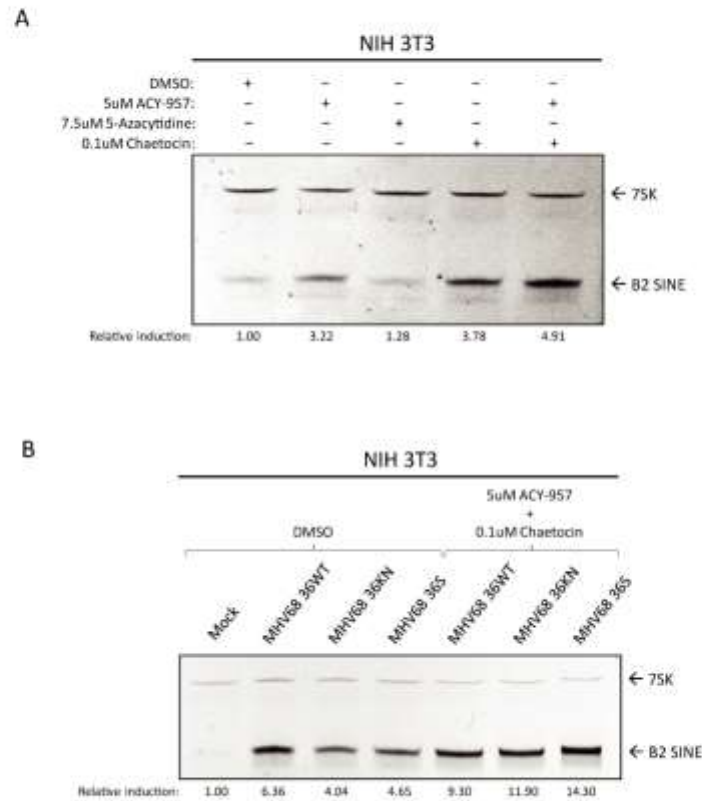 A
NIH 3T3
DMSO: + – – – –
5uM ACY-957: – + – – +
7.5uM 5-Azacytidine: – – + – –
0.1uM Chaetocin: – – – + +
← 7SK
← B2 SINE
Relative induction: 1.00 3.22 1.28 3.78 4.91
B
NIH 3T3
5uM ACY-957
+
0.1uM Chaetocin
DMSO
Mock MHV68 36WT MHV68 36KN MHV68 36S MHV68 36WT MHV68 36KN MHV68 36S
← 7SK
← B2 SINE
Relative induction: 1.00 6.36 4.04 4.65 9.30 11.90 14.30